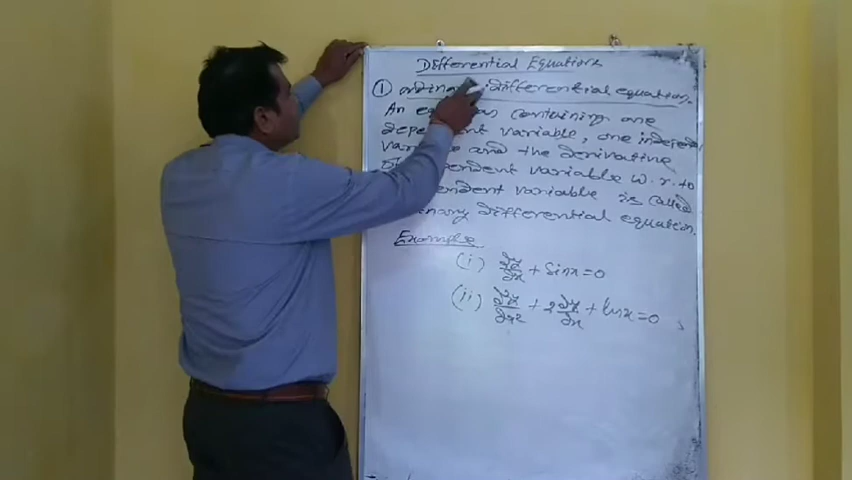 Differential Equations
① ordinary differential equation.
An equation containing one
dependent variable, one independent
variable and the derivative
of dependent variable w.r.to
independent variable is called
ordinary differential equation.
Examples
(i) dy/dx + sinx = 0
(ii) d²y/dx² + 2 dy/dx + lnx = 0